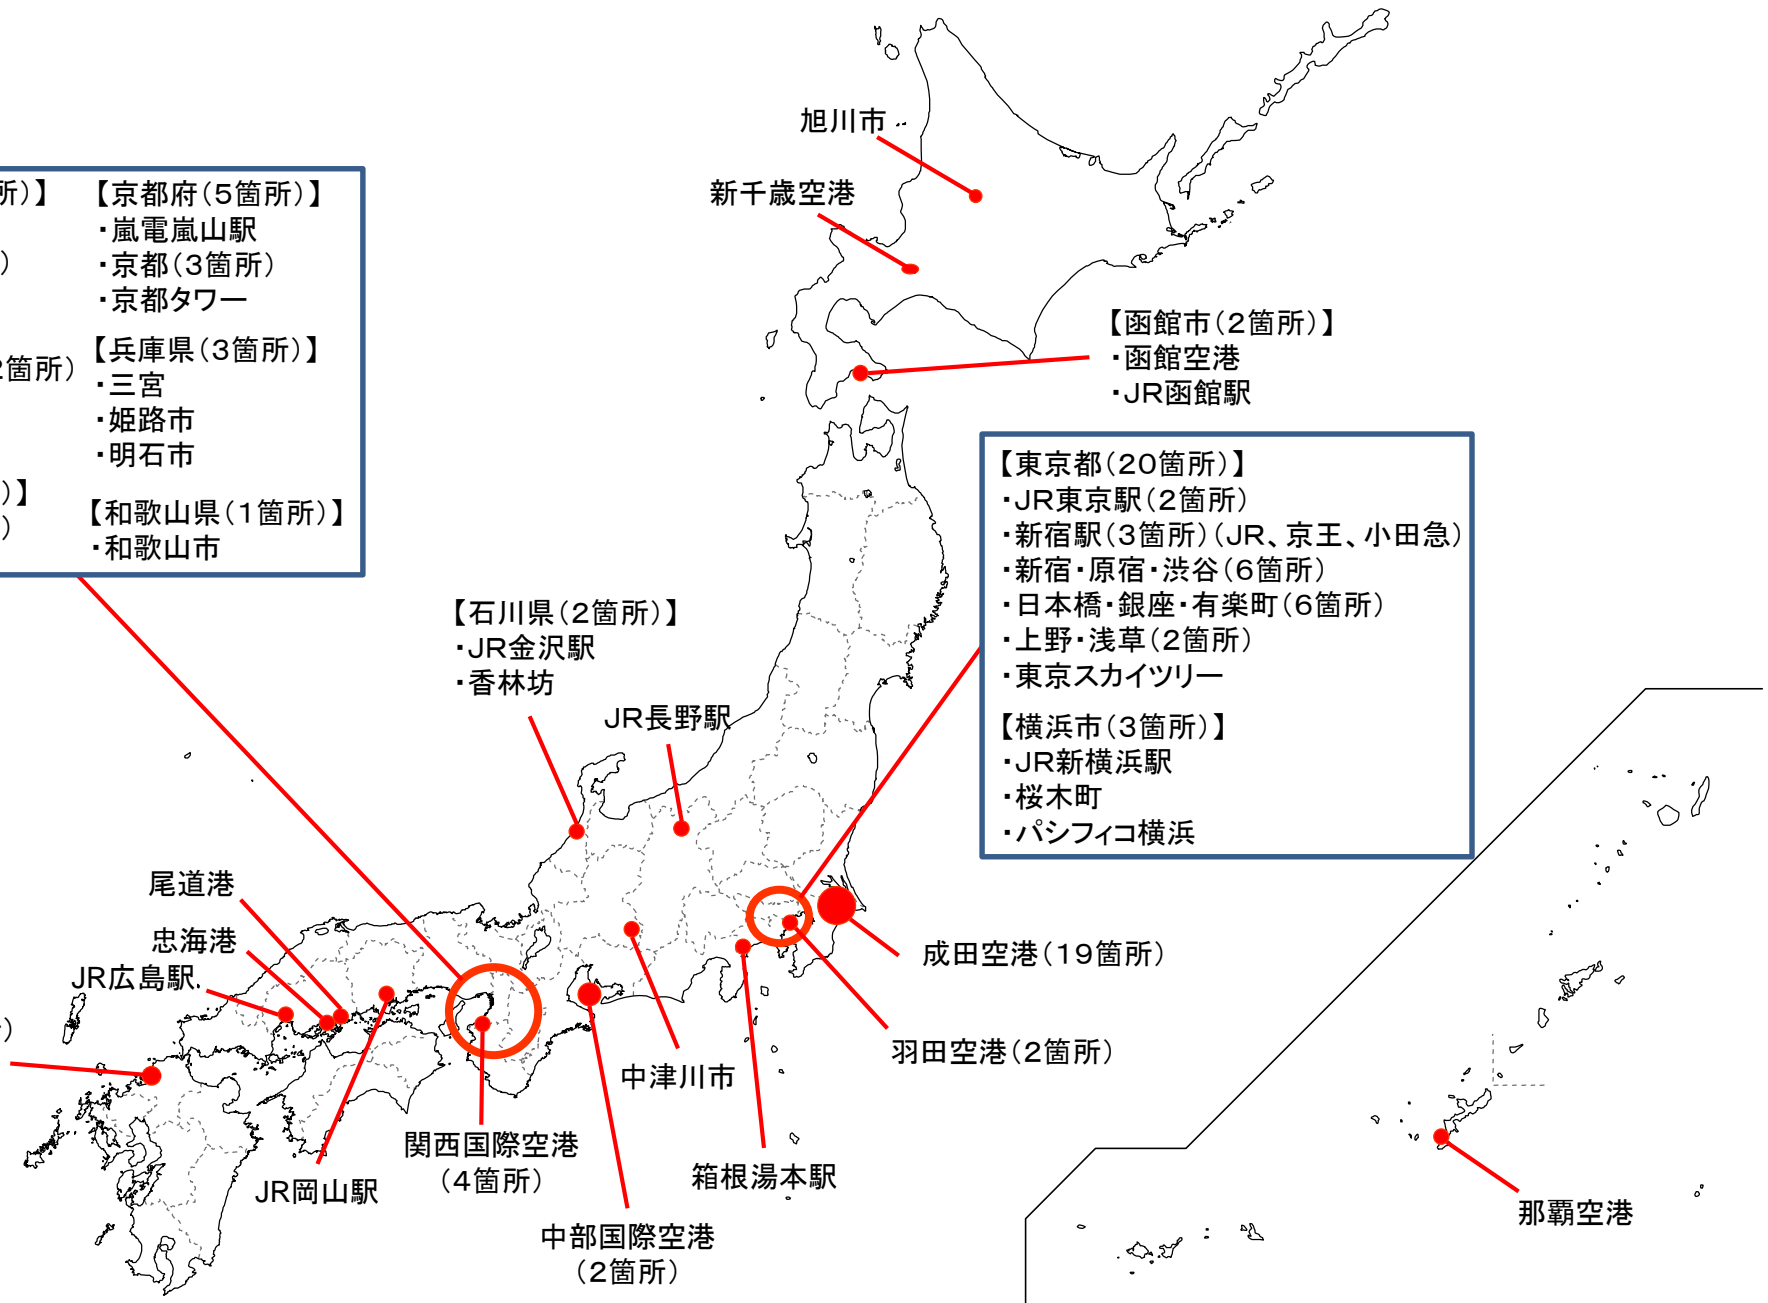 旭川市
新千歳空港
【函館市(2箇所)】
・函館空港
・JR函館駅
所)】
)
2箇所)
)】
)
【京都府(5箇所)】
・嵐電嵐山駅
・京都(3箇所)
・京都タワー
【兵庫県(3箇所)】
・三宮
・姫路市
・明石市
【和歌山県(1箇所)】
・和歌山市
【東京都(20箇所)】
・JR東京駅(2箇所)
・新宿駅(3箇所)(JR、京王、小田急)
・新宿・原宿・渋谷(6箇所)
・日本橋・銀座・有楽町(6箇所)
・上野・浅草(2箇所)
・東京スカイツリー
【横浜市(3箇所)】
・JR新横浜駅
・桜木町
・パシフィコ横浜
【石川県(2箇所)】
・JR金沢駅
・香林坊
JR長野駅
尾道港
忠海港
JR広島駅
)
成田空港(19箇所)
羽田空港(2箇所)
中津川市
関西国際空港
(4箇所)
箱根湯本駅
JR岡山駅
中部国際空港
(2箇所)
那覇空港